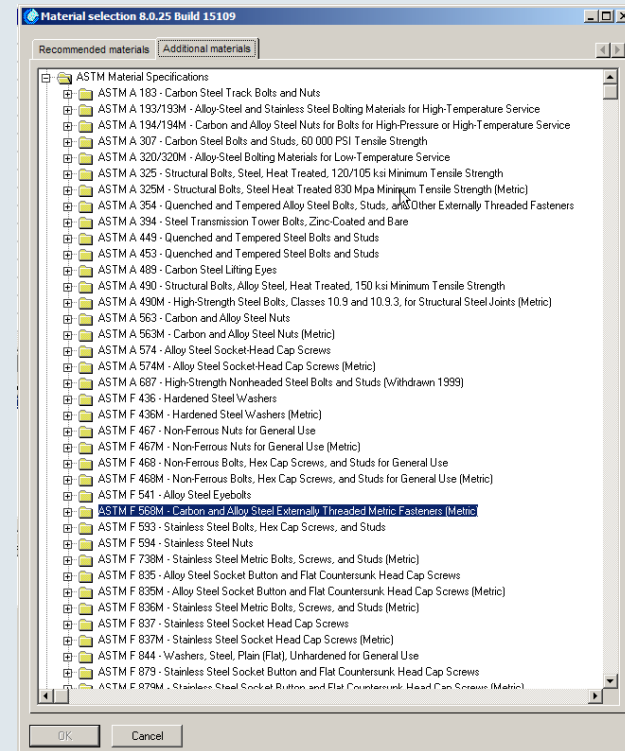 Material selection 8.0.25 Build 15109
Recommended materials Additional materials
ASTM Material Specifications
ASTM A 183 - Carbon Steel Track Bolts and Nuts
ASTM A 193/193M - Alloy-Steel and Stainless Steel Bolting Materials for High-Temperature Service
ASTM A 194/194M - Carbon and Alloy Steel Nuts for Bolts for High-Pressure or High-Temperature Service
ASTM A 307 - Carbon Steel Bolts and Studs, 60 000 PSI Tensile Strength
ASTM A 320/320M - Alloy-Steel Bolting Materials for Low-Temperature Service
ASTM A 325 - Structural Bolts, Steel, Heat Treated, 120/105 ksi Minimum Tensile Strength
ASTM A 325M - Structural Bolts, Steel Heat Treated 830 Mpa Minimum Tensile Strength (Metric)
ASTM A 354 - Quenched and Tempered Alloy Steel Bolts, Studs, and Other Externally Threaded Fasteners
ASTM A 394 - Steel Transmission Tower Bolts, Zinc-Coated and Bare
ASTM A 449 - Quenched and Tempered Steel Bolts and Studs
ASTM A 453 - Quenched and Tempered Steel Bolts and Studs
ASTM A 489 - Carbon Steel Lifting Eyes
ASTM A 490 - Structural Bolts, Alloy Steel, Heat Treated, 150 ksi Minimum Tensile Strength
ASTM A 490M - High-Strength Steel Bolts, Classes 10.9 and 10.9.3, for Structural Steel Joints (Metric)
ASTM A 563 - Carbon and Alloy Steel Nuts
ASTM A 563M - Carbon and Alloy Steel Nuts (Metric)
ASTM A 574 - Alloy Steel Socket-Head Cap Screws
ASTM A 574M - Alloy Steel Socket-Head Cap Screws (Metric)
ASTM A 687 - High-Strength Nonheaded Steel Bolts and Studs (Withdrawn 1999)
ASTM F 436 - Hardened Steel Washers
ASTM F 436M - Hardened Steel Washers (Metric)
ASTM F 467 - Non-Ferrous Nuts for General Use
ASTM F 467M - Non-Ferrous Nuts for General Use (Metric)
ASTM F 468 - Non-Ferrous Bolts, Hex Cap Screws, and Studs for General Use
ASTM F 468M - Non-Ferrous Bolts, Hex Cap Screws, and Studs for General Use (Metric)
ASTM F 541 - Alloy Steel Eyebolts
ASTM F 568M - Carbon and Alloy Steel Externally Threaded Metric Fasteners (Metric)
ASTM F 593 - Stainless Steel Bolts, Hex Cap Screws, and Studs
ASTM F 594 - Stainless Steel Nuts
ASTM F 738M - Stainless Steel Metric Bolts, Screws, and Studs (Metric)
ASTM F 835 - Alloy Steel Socket Button and Flat Countersunk Head Cap Screws
ASTM F 835M - Alloy Steel Socket Button and Flat Countersunk Head Cap Screws (Metric)
ASTM F 836M - Stainless Steel Metric Bolts, Screws, and Studs (Metric)
ASTM F 837 - Stainless Steel Socket Head Cap Screws
ASTM F 837M - Stainless Steel Socket Head Cap Screws (Metric)
ASTM F 844 - Washers, Steel, Plain (Flat), Unhardened for General Use
ASTM F 879 - Stainless Steel Socket Button and Flat Countersunk Head Cap Screws
ASTM F 879M - Stainless Steel Socket Button and Flat Countersunk Head Cap Screws (Metric)
OK Cancel